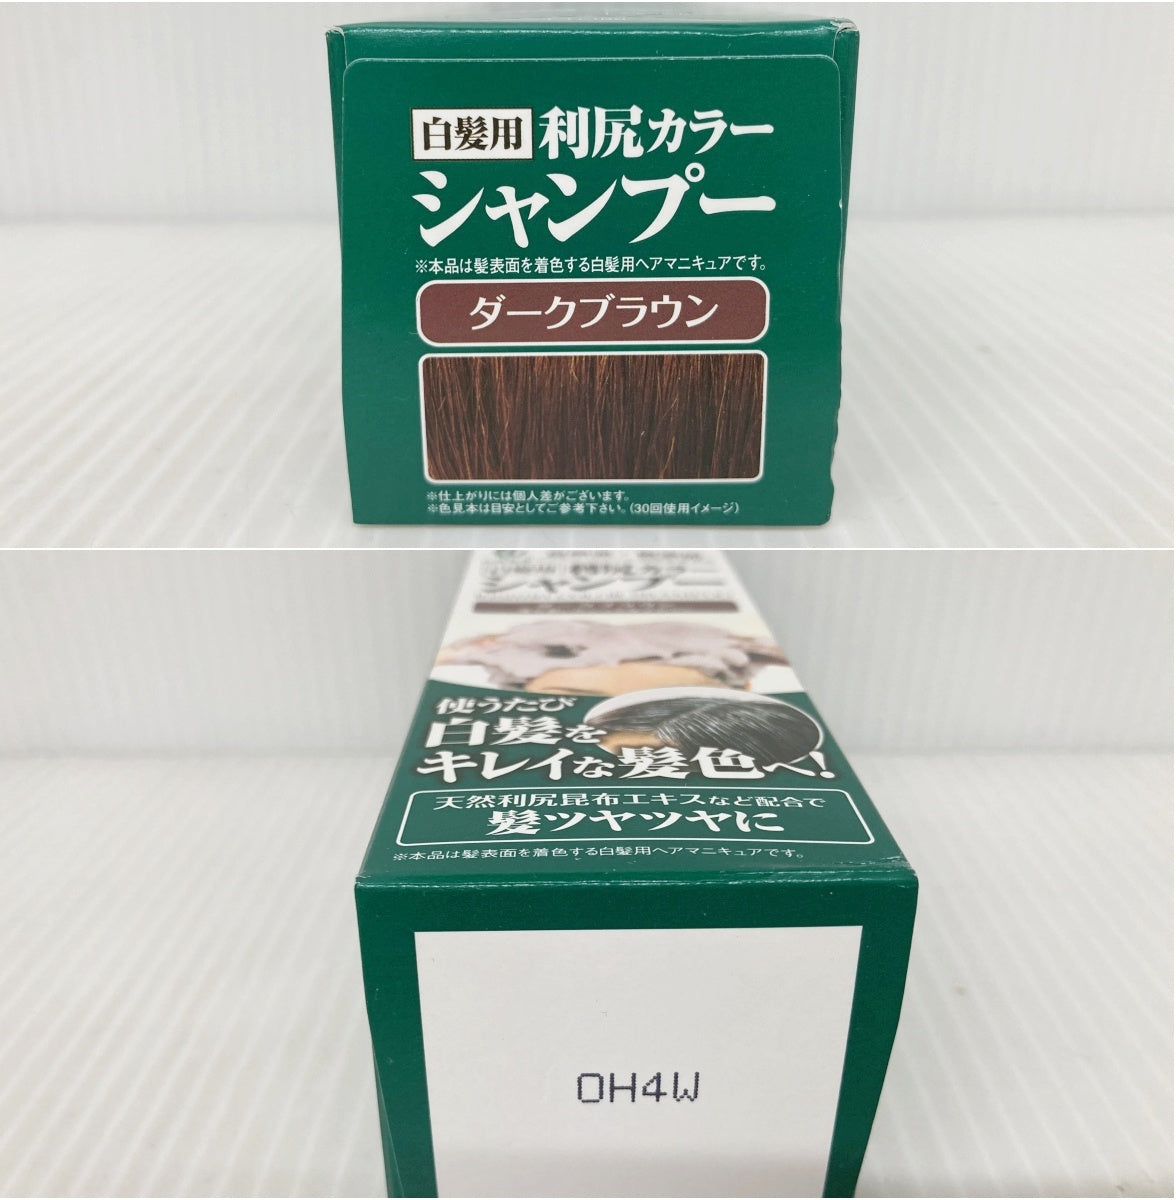 白髪用 利尻カラー
シャンプー
※本品は髪表面を着色する白髪用ヘアマニキュアです。
ダークブラウン
※仕上がりには個人差がございます。
※色見本は目安としてご参考下さい。(30回使用イメージ)
シャンプー
ダークブラウン
使うたび
白髪を
キレイな髪色へ!
天然利尻昆布エキスなど配合で
髪ツヤツヤに
※本品は髪表面を着色する白髪用ヘアマニキュアです。
OH4W